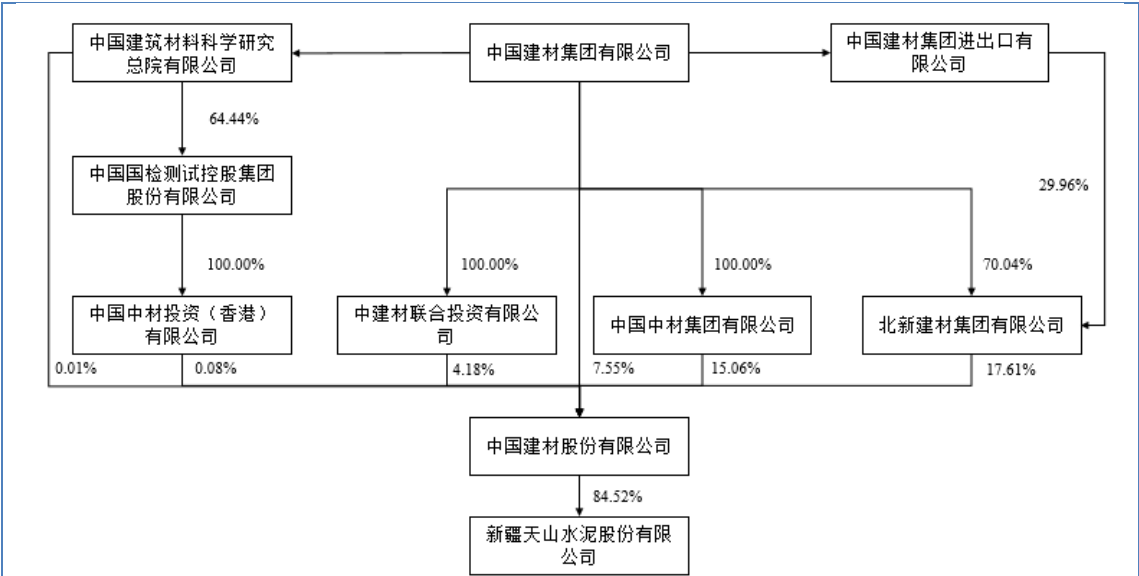 中国建筑材料科学研究
总院有限公司
中国建材集团有限公司
中国建材集团进出口有
限公司
64.44%
中国国检测试控股集团
股份有限公司
29.96%
100.00%
100.00%
100.00%
70.04%
中国中材投资（香港）
有限公司
中建材联合投资有限公
司
中国中材集团有限公司
北新建材集团有限公司
0.01%
0.08%
4.18%
7.55%
15.06%
17.61%
中国建材股份有限公司
84.52%
新疆天山水泥股份有限
公司